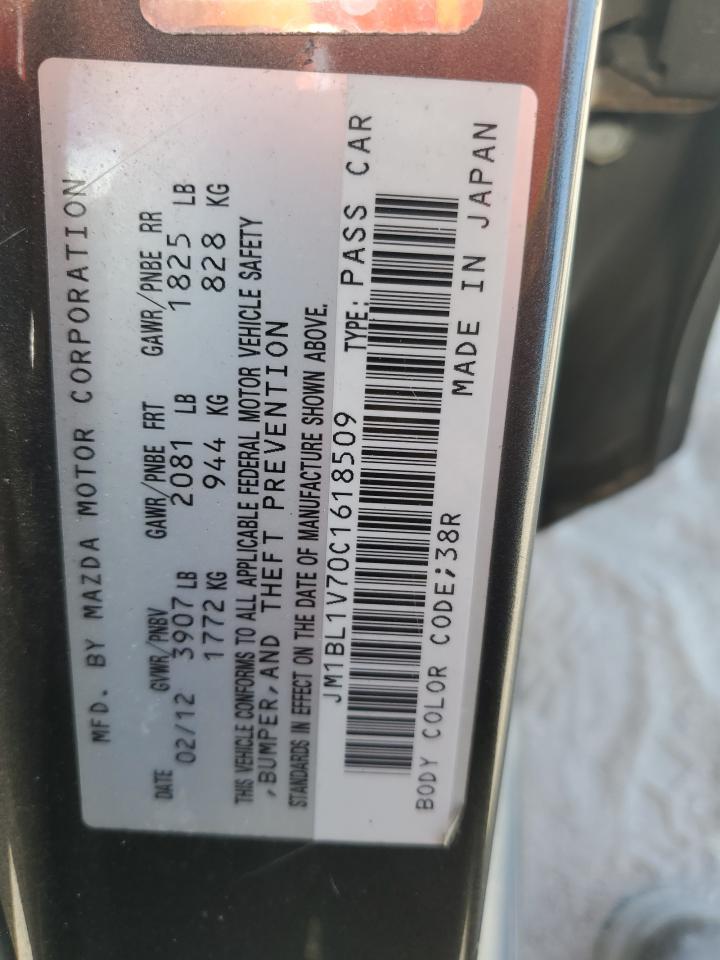 MFD. BY MAZDA MOTOR CORPORATION
DATE GVWR/PNBV GAWR/PNBE FRT GAWR/PNBE RR
02/12 3907 LB 2081 LB 1825 LB
1772 KG 944 KG 828 KG
THIS VEHICLE CONFORMS TO ALL APPLICABLE FEDERAL MOTOR VEHICLE SAFETY
,BUMPER,AND THEFT PREVENTION
STANDARDS IN EFFECT ON THE DATE OF MANUFACTURE SHOWN ABOVE.
JM1BL1V70C1618509 TYPE: PASS CAR
BODY COLOR CODE;38R MADE IN JAPAN